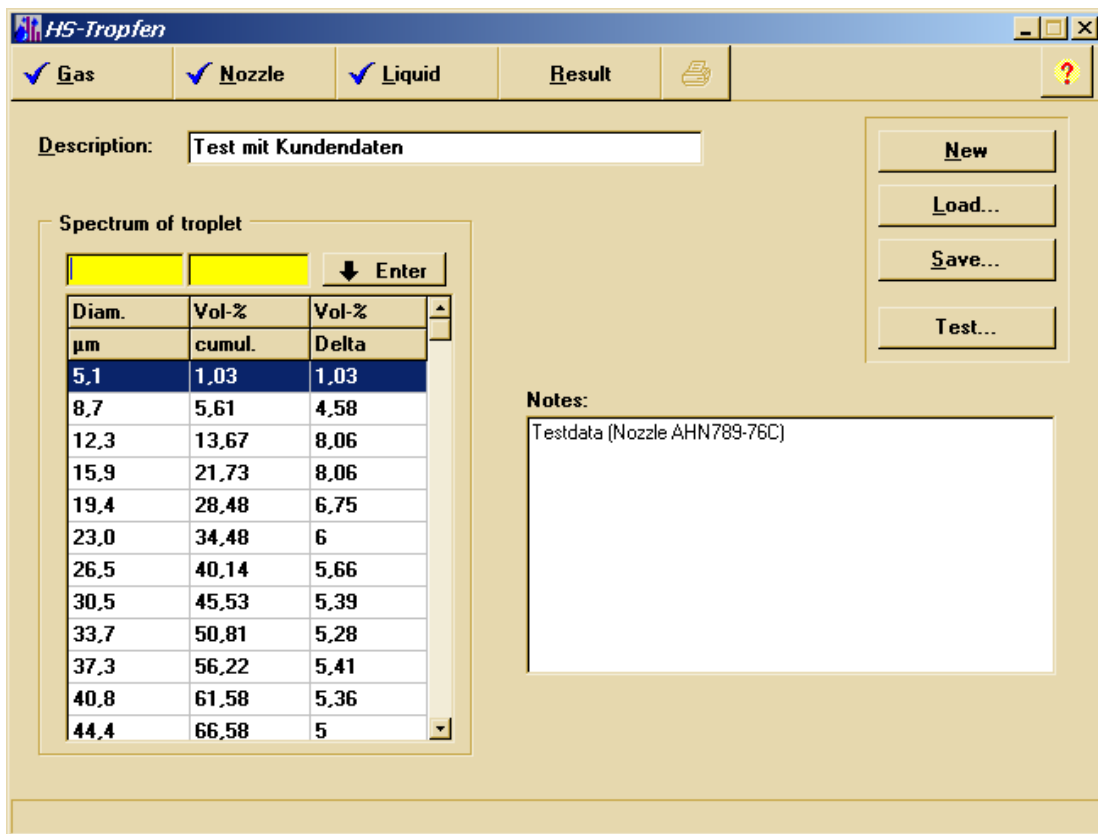 HS-Tropfen
Gas Nozzle Liquid Result ?
Description: Test mit Kundendaten
New
Load...
Save...
Test...
Spectrum of troplet
Enter
Diam. Vol-% Vol-%
µm cumul. Delta
5,1 1,03 1,03
8,7 5,61 4,58
12,3 13,67 8,06
15,9 21,73 8,06
19,4 28,48 6,75
23,0 34,48 6
26,5 40,14 5,66
30,5 45,53 5,39
33,7 50,81 5,28
37,3 56,22 5,41
40,8 61,58 5,36
44,4 66,58 5
Notes:
Testdata (Nozzle AHN789-76C)